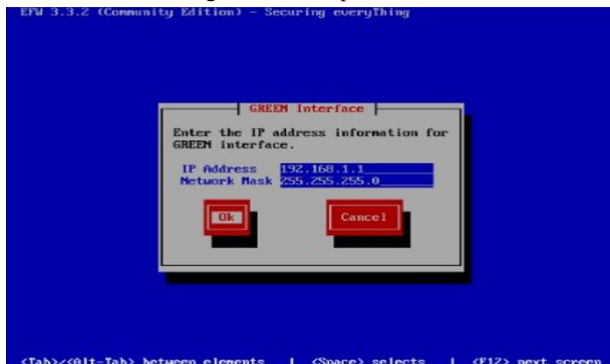 EFW 3.3.2 (Community Edition) - Securing everyThing
GREEN Interface
Enter the IP address information for
GREEN interface.
IP Address 192.168.1.1
Network Mask 255.255.255.0
Ok Cancel
<Tab>/<Alt-Tab> between elements | <Space> selects | <F12> next screen